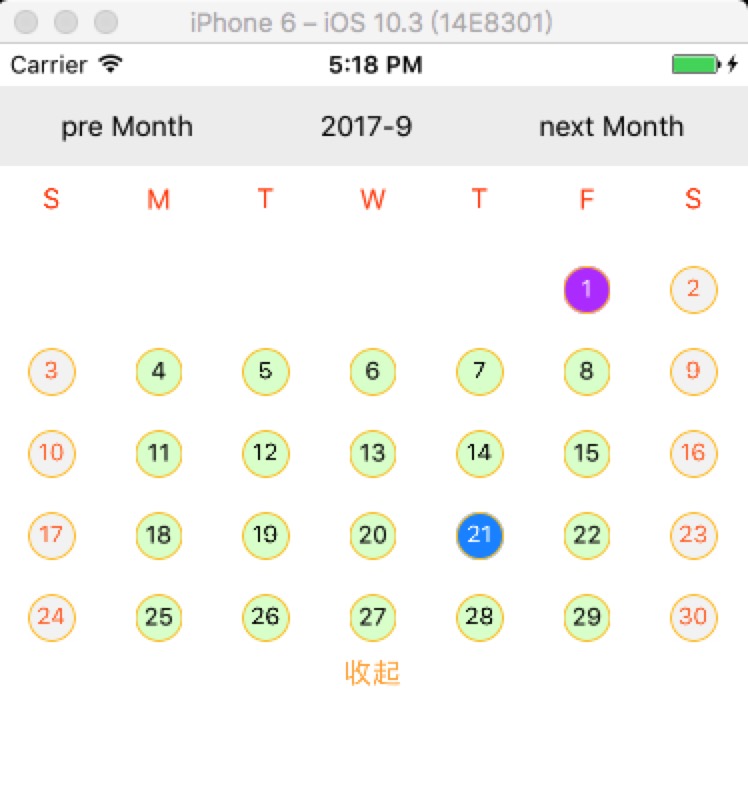 iPhone 6 – iOS 10.3 (14E8301)
Carrier 5:18 PM
pre Month 2017-9 next Month
S M T W T F S
1 2
3 4 5 6 7 8 9
10 11 12 13 14 15 16
17 18 19 20 21 22 23
24 25 26 27 28 29 30
收起